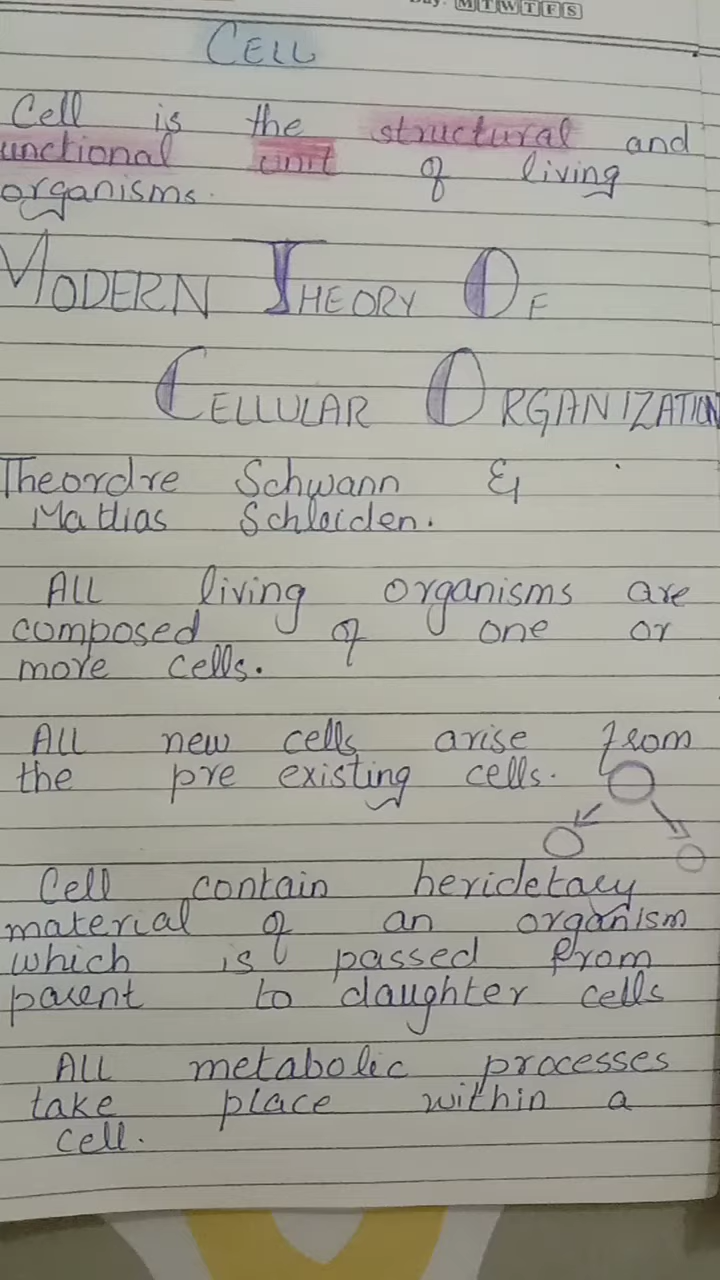 M T W T F S
CELL
Cell is the structural and
unctional unit of living
organisms.
MODERN THEORY OF
CELLULAR ORGANIZATION
Theordre Schwann &
Mathias Schleiden.
All living organisms are
composed of one or
more cells.
All new cells arise from
the pre existing cells.
Cell contain heridetacy
material of an organism
which is passed from
parent to daughter cells
All metabolic processes
take place within a
cell.